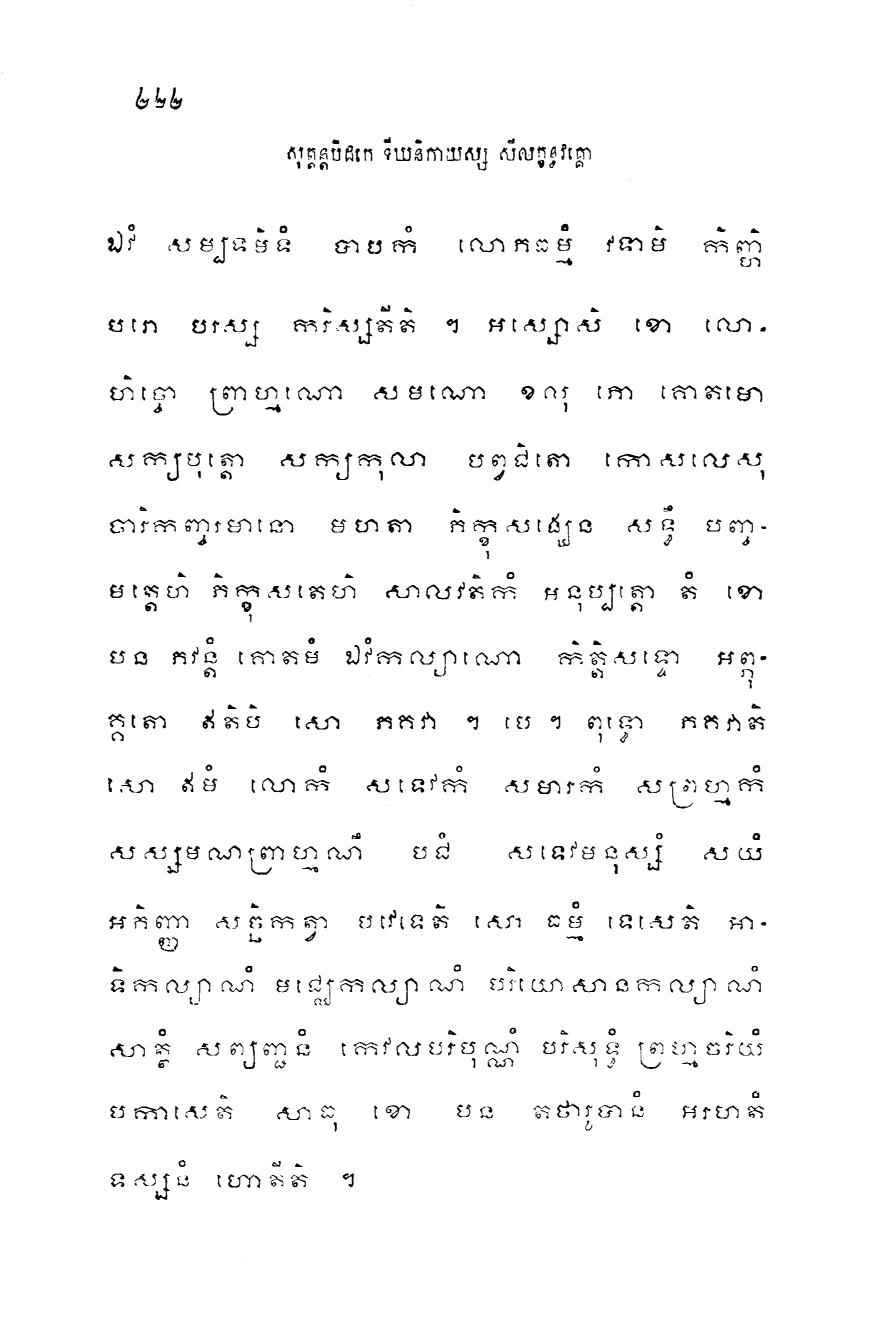 ៤២២
សុត្តន្តបិដកេ ទីឃនិកាយស្ស សីលក្ខន្ធវគ្គោ
ឯវំ សម្បទមិទំ បាបកំ លោភធម្មំ វទាមិ កិញ្ហិ
បរោ បរស្ស ករិស្សតីតិ ។ អស្សោសិ ខោ លោ-
ហិច្ចោ ព្រាហ្មណោ សមណោ ខលុ ភោ គោតមោ
សក្យបុត្តោ សក្យកុលា បព្វជិតោ កោសលេសុ
ចារិកញ្ចរមានោ មហតា ភិក្ខុសង្ឃេន សទ្ធឹ បញ្ច-
មត្តេហិ ភិក្ខុសតេហិ សាលវតិកំ អនុប្បត្តោ តំ ខោ
បន ភវន្តំ គោតមំ ឯវំកល្យាណោ កិត្តិសទ្ទោ អព្ភុ-
គ្គតោ ឥតិបិ សោ ភគវា ។ បេ ។ ពុទ្ធោ ភគវាតិ
សោ ឥមំ លោកំ សទេវកំ សមារកំ សព្រហ្មកំ
សស្សមណព្រាហ្មណឹ បជំ សទេវមនុស្សំ សយំ
អភិញ្ញា សច្ឆិកត្វា បវេទេតិ សោ ធម្មំ ទេសេតិ អា-
ទិកល្យាណំ មជ្ឈេកល្យាណំ បរិយោសានកល្យាណំ
សាត្ថំ សព្យញ្ជនំ កេវលបរិបុណ្ណំ បរិសុទ្ធំ ព្រហ្មចរិយំ
បកាសេតិ សាធុ ខោ បន តថារូបានំ អរហតំ
ទស្សនំ ហោតីតិ ។